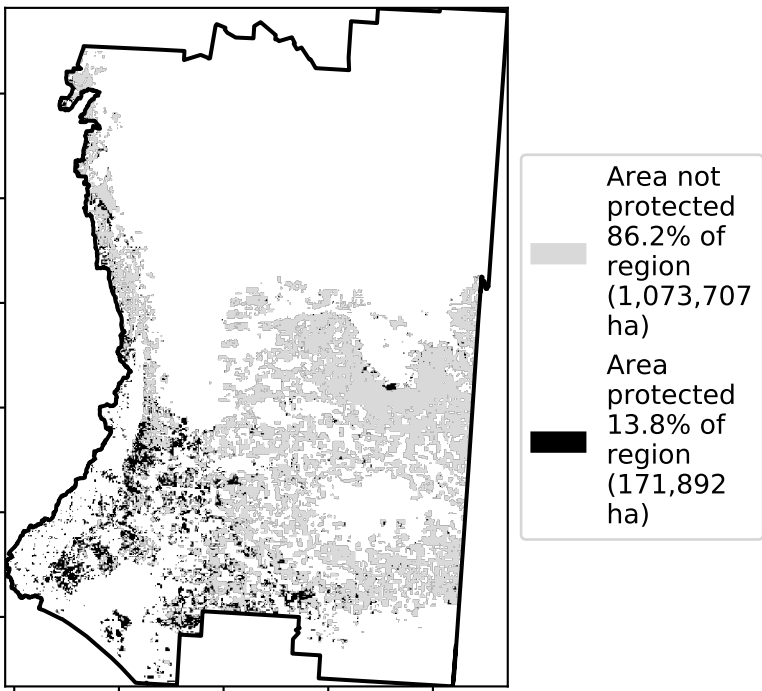 Area not
protected
86.2% of
region
(1,073,707
ha)
Area
protected
13.8% of
region
(171,892
ha)